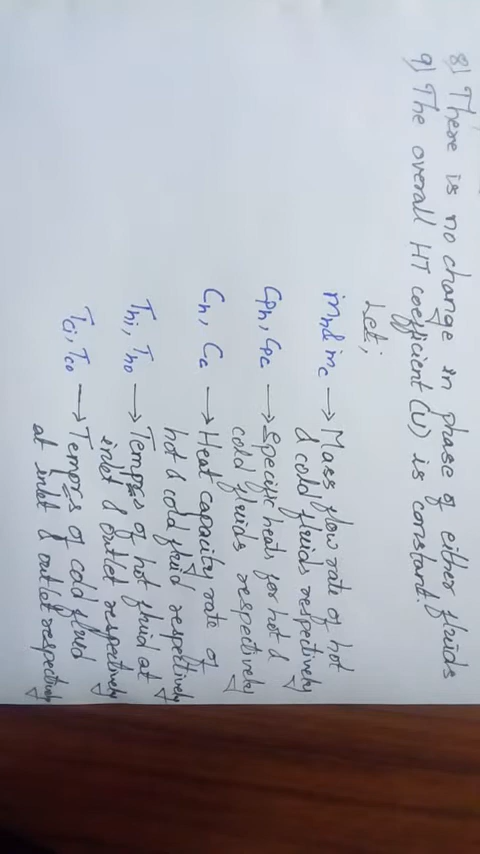 8) There is no change in phase of either fluids
9) The overall HT coefficient (U) is constant.
Let;
ṁh & ṁc → Mass flow rate of hot
& cold fluids respectively
Cph, Cpc → Specific heats for hot &
cold fluids respectively
Ch, Cc → Heat capacity rate of
hot & cold fluid respectively
Thi, Tho → Temprs of hot fluid at
inlet & outlet respectively
Tci, Tco → Temprs of cold fluid
at inlet & outlet respectively